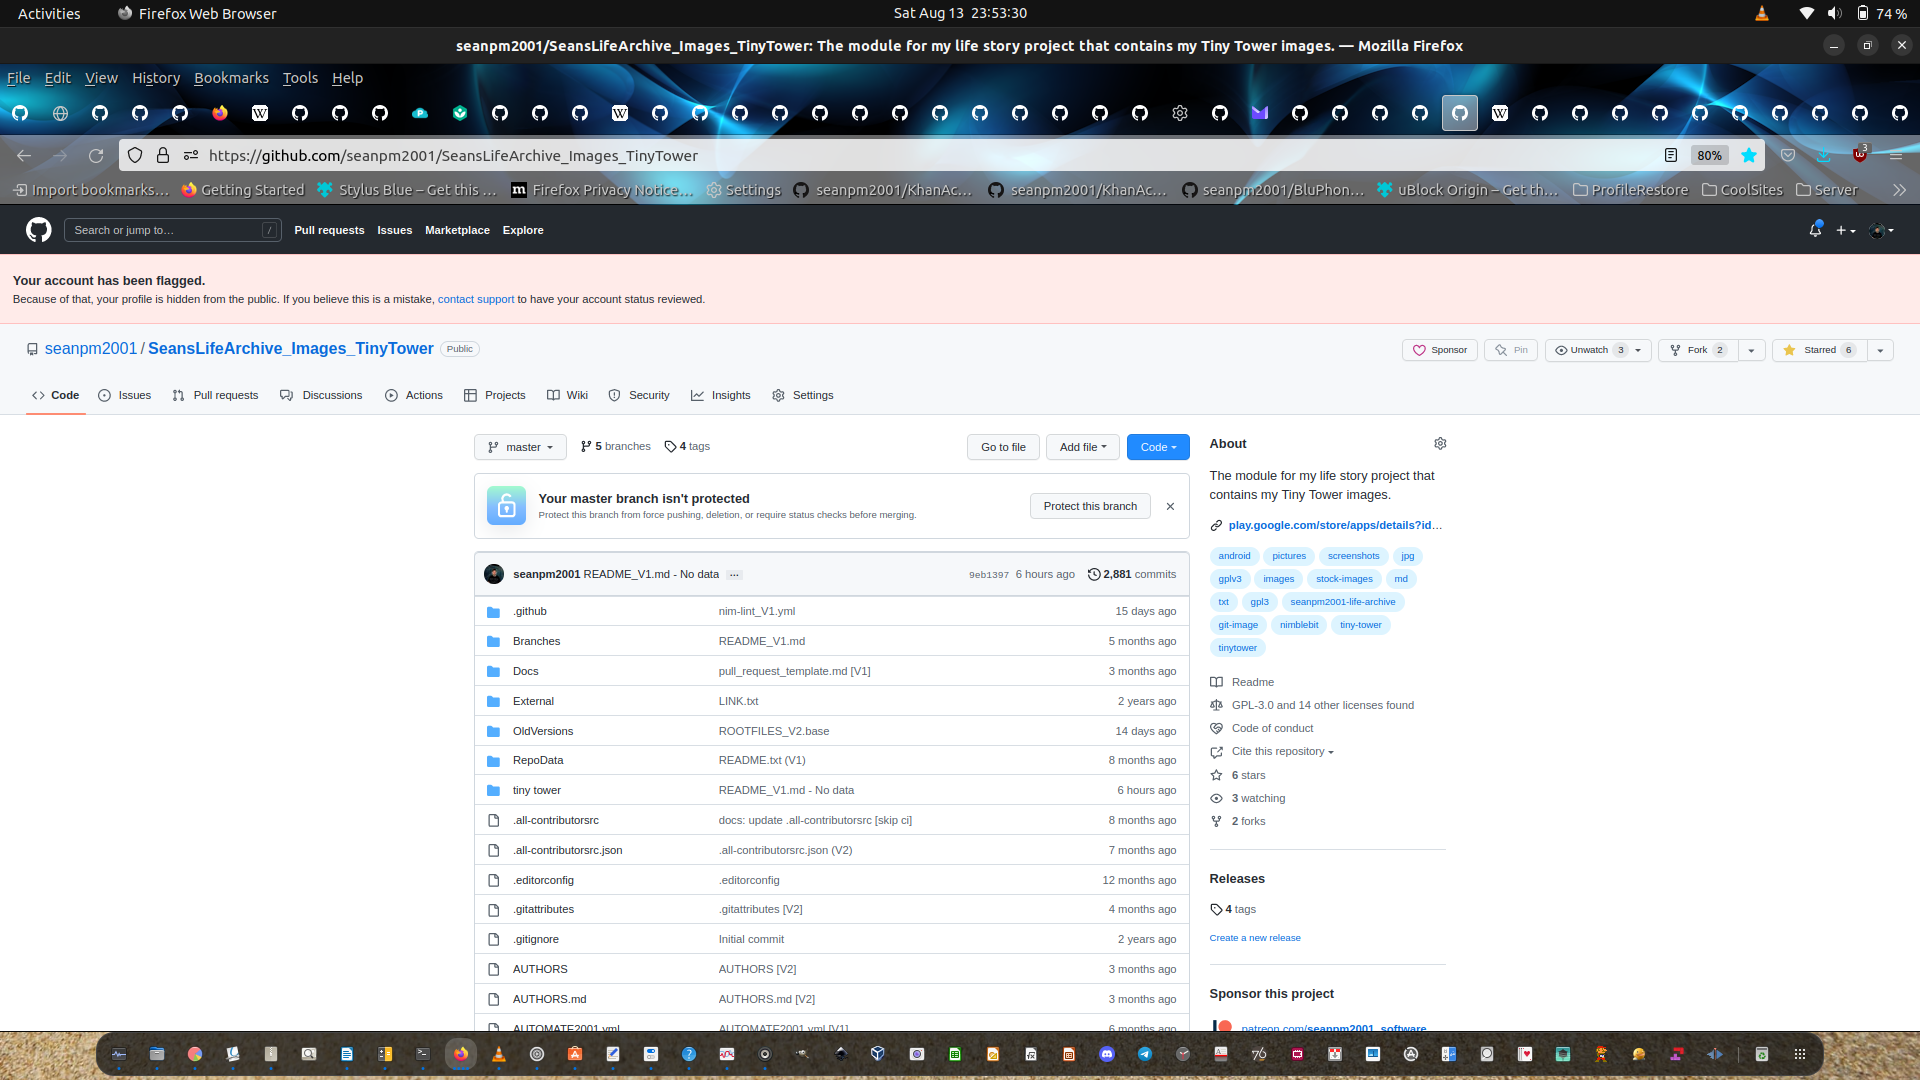 Activities
Firefox Web Browser
Sat Aug 13 23:53:30
74 %
seanpm2001/SeansLifeArchive_Images_TinyTower: The module for my life story project that contains my Tiny Tower images. — Mozilla Firefox
File Edit View History Bookmarks Tools Help
https://github.com/seanpm2001/SeansLifeArchive_Images_TinyTower
80%
3
Import bookmarks…
Getting Started
Stylus Blue – Get this …
Firefox Privacy Notice…
Settings
seanpm2001/KhanAc…
seanpm2001/KhanAc…
seanpm2001/BluPhon…
uBlock Origin – Get th…
ProfileRestore
CoolSites
Server
Search or jump to…
/
Pull requests Issues Marketplace Explore
Your account has been flagged.
Because of that, your profile is hidden from the public. If you believe this is a mistake, contact support to have your account status reviewed.
seanpm2001 / SeansLifeArchive_Images_TinyTower Public
Sponsor
Pin
Unwatch 3
Fork 2
Starred 6
Code
Issues
Pull requests
Discussions
Actions
Projects
Wiki
Security
Insights
Settings
master
5 branches
4 tags
Go to file
Add file
Code
Your master branch isn't protected
Protect this branch from force pushing, deletion, or require status checks before merging.
Protect this branch
seanpm2001 README_V1.md - No data ...
9eb1397 6 hours ago
2,881 commits
.github nim-lint_V1.yml 15 days ago
Branches README_V1.md 5 months ago
Docs pull_request_template.md [V1] 3 months ago
External LINK.txt 2 years ago
OldVersions ROOTFILES_V2.base 14 days ago
RepoData README.txt (V1) 8 months ago
tiny tower README_V1.md - No data 6 hours ago
.all-contributorsrc docs: update .all-contributorsrc [skip ci] 8 months ago
.all-contributorsrc.json .all-contributorsrc.json (V2) 7 months ago
.editorconfig .editorconfig 12 months ago
.gitattributes .gitattributes [V2] 4 months ago
.gitignore Initial commit 2 years ago
AUTHORS AUTHORS [V2] 3 months ago
AUTHORS.md AUTHORS.md [V2] 3 months ago
AUTOMATE2001.yml AUTOMATE2001.yml [V1] 6 months ago
About
The module for my life story project that
contains my Tiny Tower images.
play.google.com/store/apps/details?id…
android pictures screenshots jpg
gplv3 images stock-images md
txt gpl3 seanpm2001-life-archive
git-image nimblebit tiny-tower
tinytower
Readme
GPL-3.0 and 14 other licenses found
Code of conduct
Cite this repository
6 stars
3 watching
2 forks
Releases
4 tags
Create a new release
Sponsor this project
patreon.com/seanpm2001_software